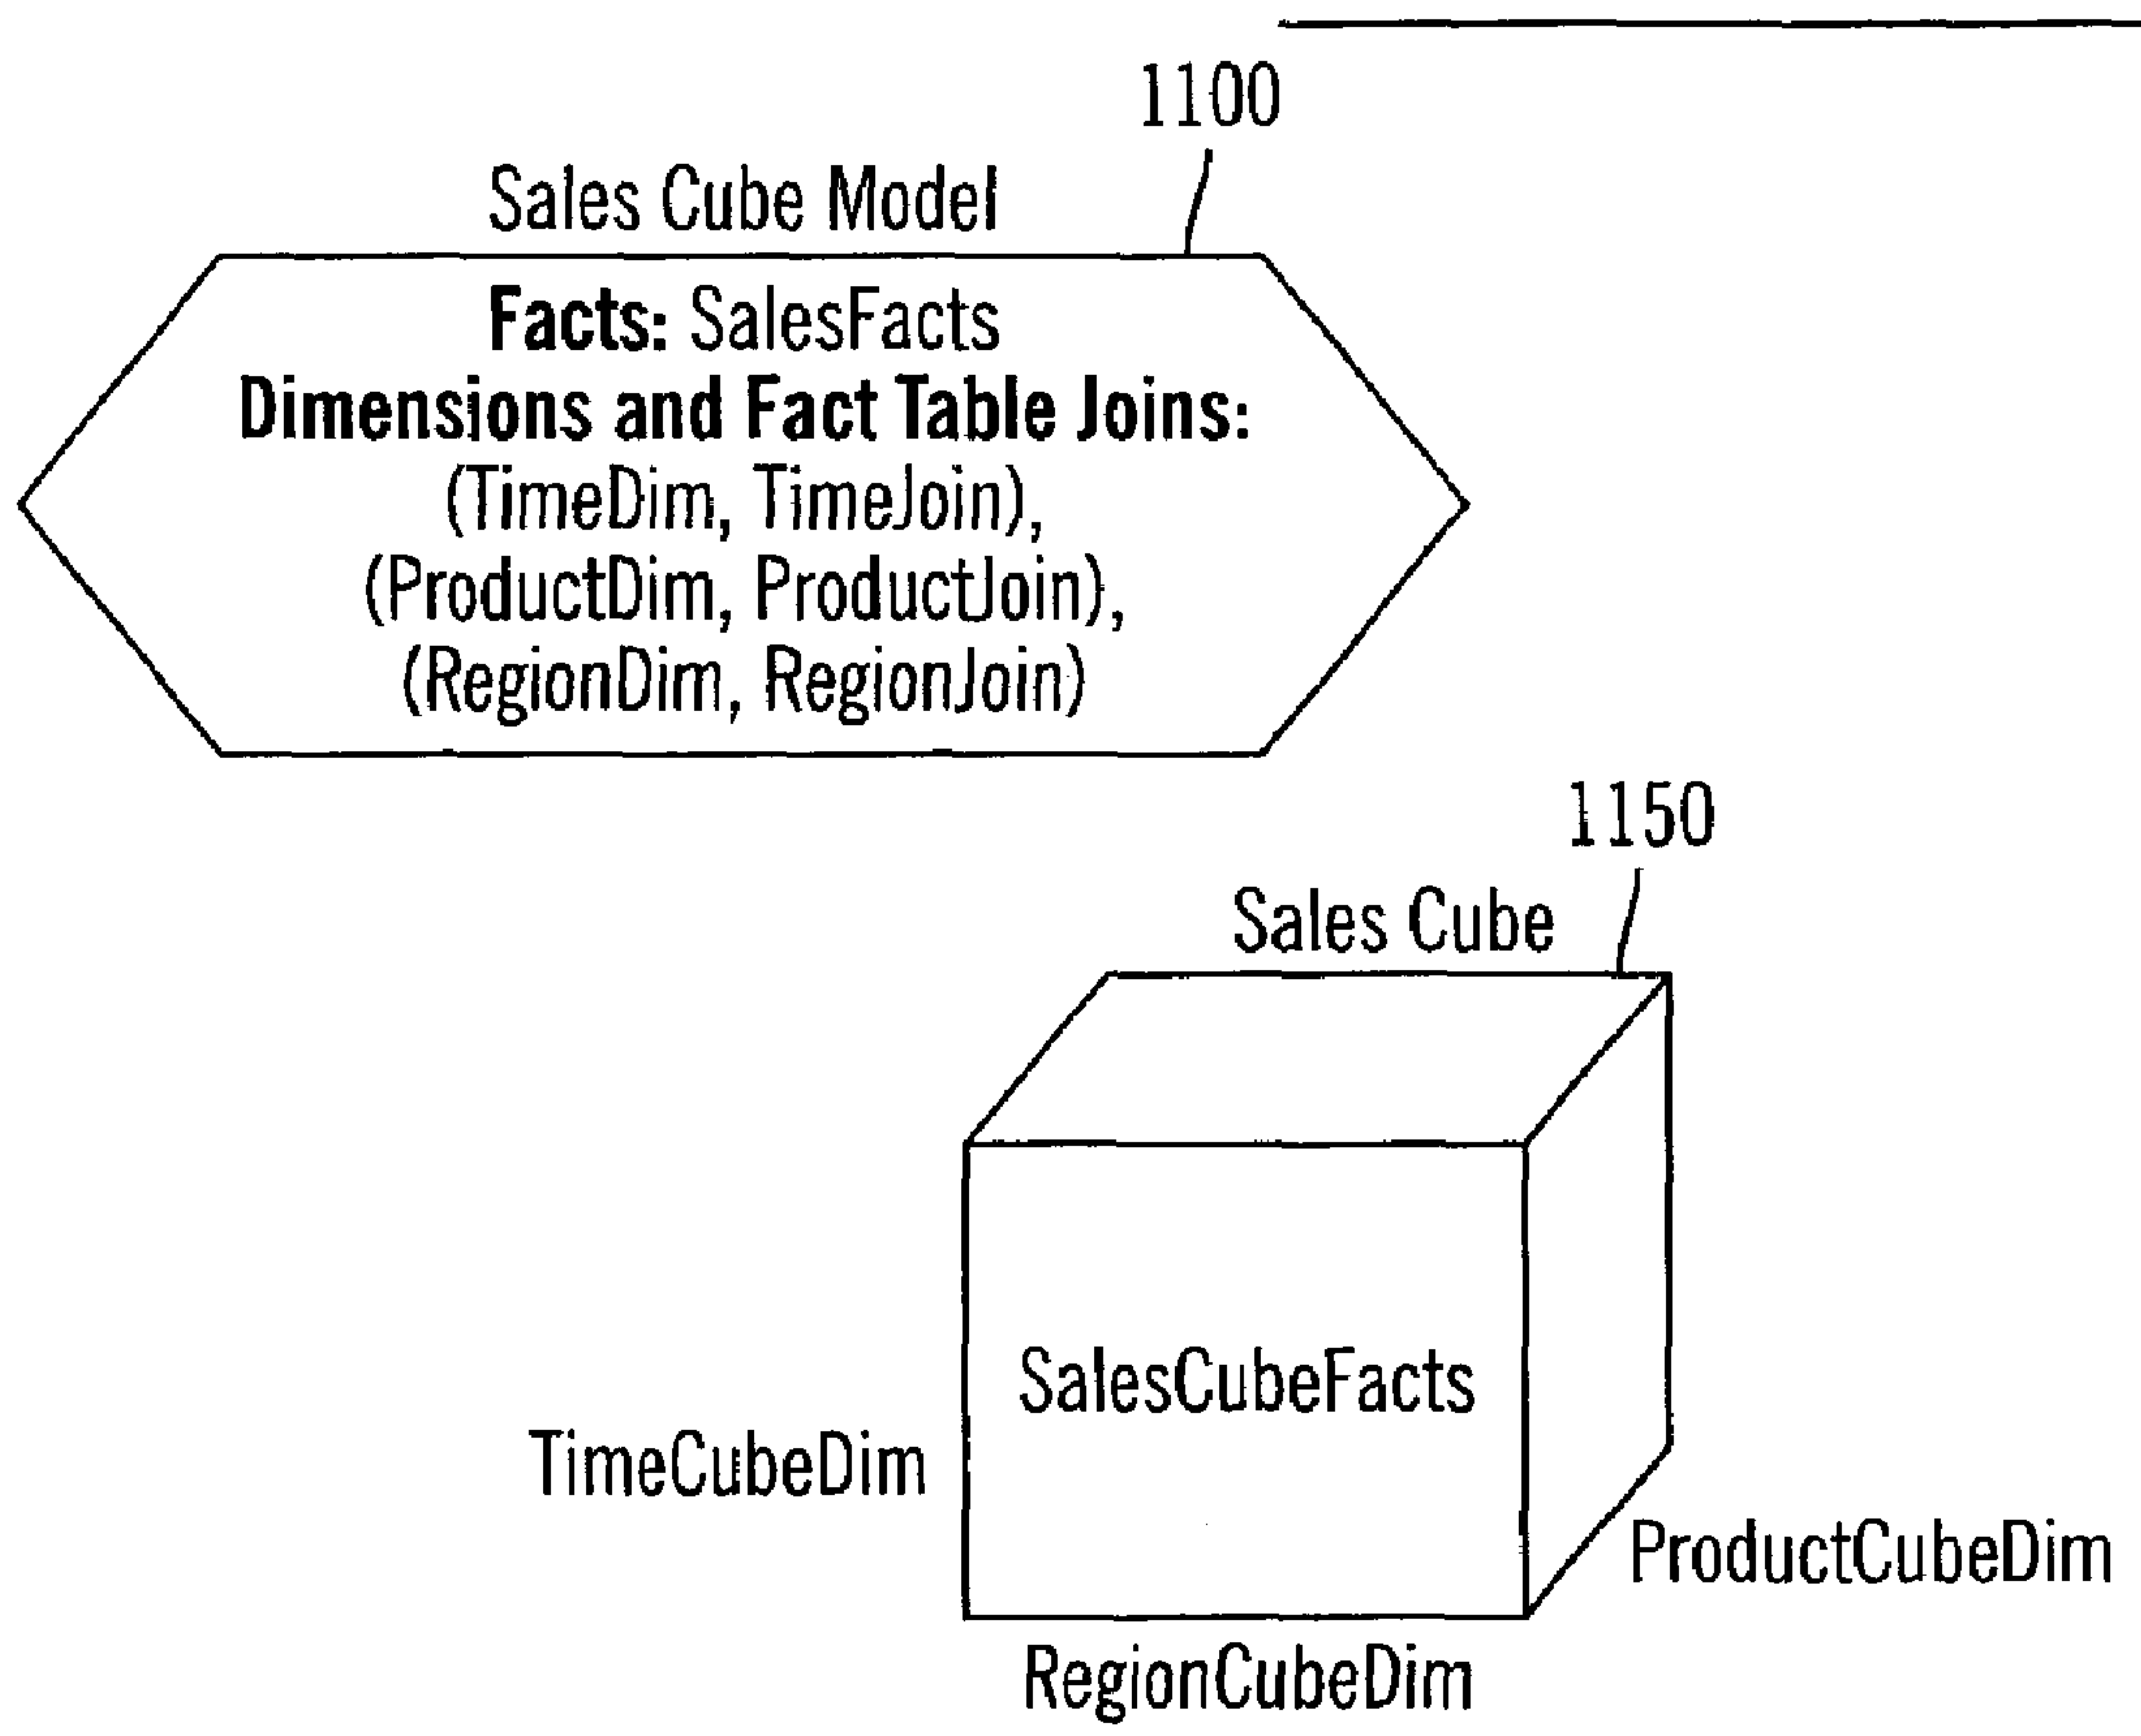 1100
Sales Cube Model
Facts: SalesFacts
Dimensions and Fact Table Joins:
(TimeDim, TimeJoin),
(ProductDim, ProductJoin),
(RegionDim, RegionJoin)
1150
Sales Cube
SalesCubeFacts
TimeCubeDim
ProductCubeDim
RegionCubeDim